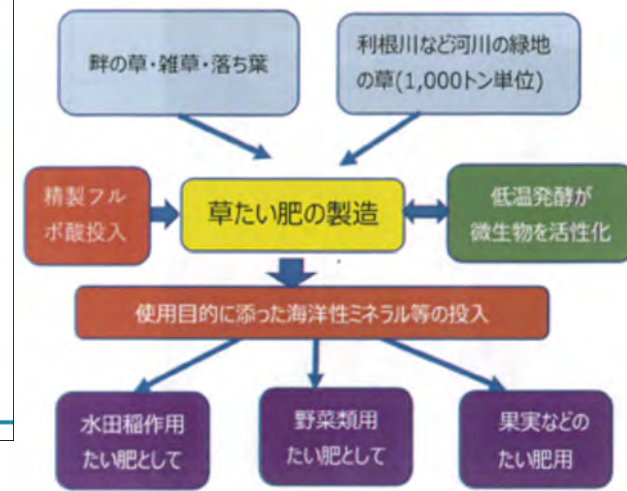 畔の草・雑草・落ち葉
利根川など河川の緑地
の草(1,000トン単位)
精製フル
ボ酸投入
草たい肥の製造
低温発酵が
微生物を活性化
使用目的に添った海洋性ミネラル等の投入
水田稲作用
たい肥として
野菜類用
たい肥として
果実などの
たい肥用